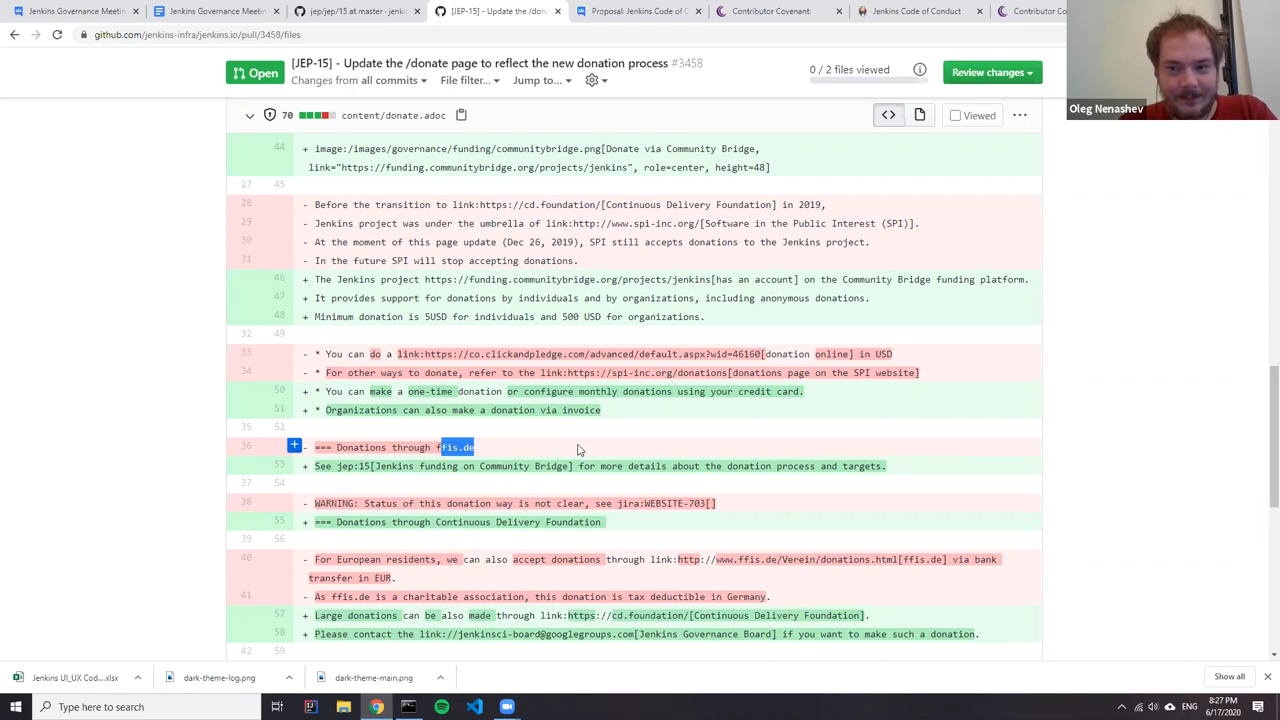 Jenkins Governance Meetin
Jenkins Governance Meetin
jep/jep/15 at master · jenkins
[JEP-15] - Update the /donate
Proposal: Jenkins Code of C
Contributor Covenant:
Jenkins Code of Conduct
Contributor Cov
github.com/jenkins-infra/jenkins.io/pull/3458/files
Open
[JEP-15] - Update the /donate page to reflect the new donation process #3458
Changes from all commits
File filter...
Jump to...
0 / 2 files viewed
Review changes
Oleg Nenashev
70
content/donate.adoc
Viewed
44 + image:/images/governance/funding/communitybridge.png[Donate via Community Bridge,
link="https://funding.communitybridge.org/projects/jenkins", role=center, height=48]
27 45
28 - Before the transition to link:https://cd.foundation/[Continuous Delivery Foundation] in 2019,
29 - Jenkins project was under the umbrella of link:http://www.spi-inc.org/[Software in the Public Interest (SPI)].
30 - At the moment of this page update (Dec 26, 2019), SPI still accepts donations to the Jenkins project.
31 - In the future SPI will stop accepting donations.
46 + The Jenkins project https://funding.communitybridge.org/projects/jenkins[has an account] on the Community Bridge funding platform.
47 + It provides support for donations by individuals and by organizations, including anonymous donations.
48 + Minimum donation is 5USD for individuals and 500 USD for organizations.
32 49
33 - * You can do a link:https://co.clickandpledge.com/advanced/default.aspx?wid=46160[donation online] in USD
34 - * For other ways to donate, refer to the link:https://spi-inc.org/donations[donations page on the SPI website]
50 + * You can make a one-time donation or configure monthly donations using your credit card.
51 + * Organizations can also make a donation via invoice
35 52
36 - === Donations through ffis.de
53 + See jep:15[Jenkins funding on Community Bridge] for more details about the donation process and targets.
37 54
38 - WARNING: Status of this donation way is not clear, see jira:WEBSITE-703[]
55 + === Donations through Continuous Delivery Foundation
39 56
40 - For European residents, we can also accept donations through link:http://www.ffis.de/Verein/donations.html[ffis.de] via bank
transfer in EUR.
41 - As ffis.de is a charitable association, this donation is tax deductible in Germany.
57 + Large donations can be also made through link:https://cd.foundation/[Continuous Delivery Foundation].
58 + Please contact the link://jenkinsci-board@googlegroups.com[Jenkins Governance Board] if you want to make such a donation.
42 59
Jenkins UI_UX Cod....xlsx
dark-theme-log.png
dark-theme-main.png
Show all
Type here to search
ENG
8:27 PM
6/17/2020